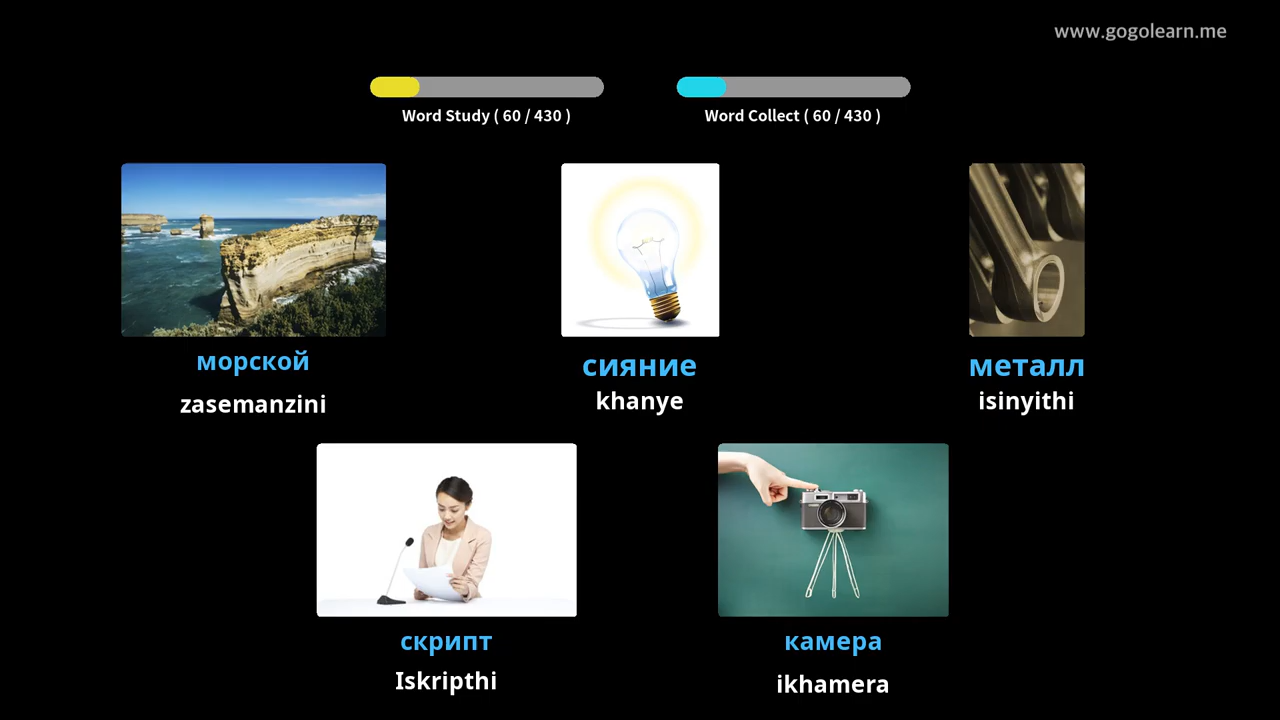 www.gogolearn.me
Word Study ( 60 / 430 )
Word Collect ( 60 / 430 )
морской
zasemanzini
сияние
khanye
металл
isinyithi
скрипт
Iskripthi
камера
ikhamera